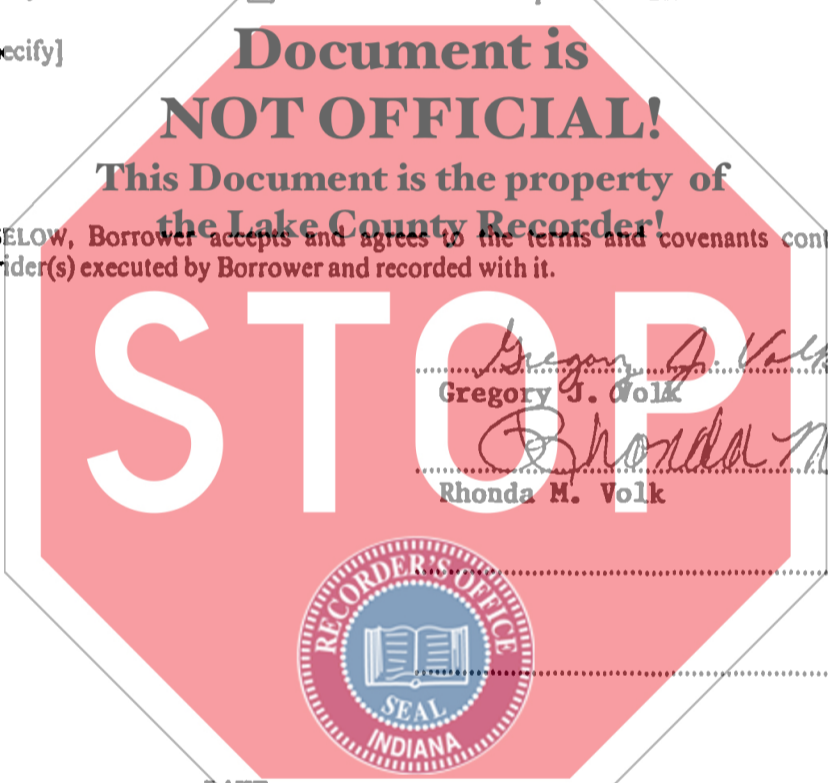 ecify]
Document is
NOT OFFICIAL!
This Document is the property of
the Lake County Recorder!
ELOW, Borrower accepts and agrees to the terms and covenants cont
ider(s) executed by Borrower and recorded with it.
STOP
Gregory J. Volk
Gregory J. Volk
Rhonda M
Rhonda M. Volk
RECORDER'S OFFICE
SEAL
INDIANA